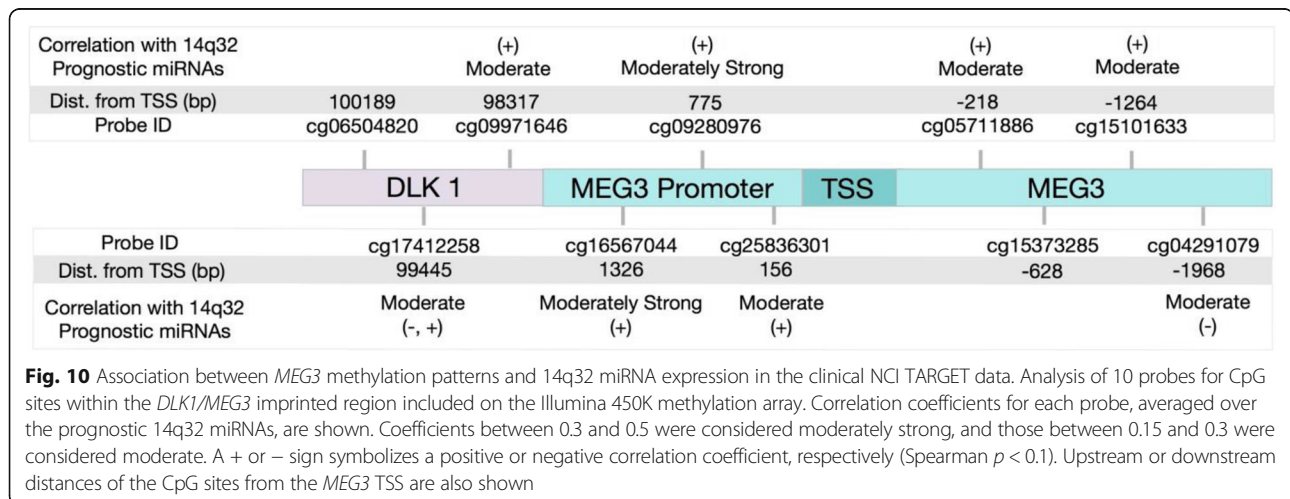 Correlation with 14q32 (+) (+) (+) (+)
Prognostic miRNAs Moderate Moderately Strong Moderate Moderate
Dist. from TSS (bp) 100189 98317 775 -218 -1264
Probe ID cg06504820 cg09971646 cg09280976 cg05711886 cg15101633
DLK 1 MEG3 Promoter TSS MEG3
Probe ID cg17412258 cg16567044 cg25836301 cg15373285 cg04291079
Dist. from TSS (bp) 99445 1326 156 -628 -1968
Correlation with 14q32 Moderate Moderately Strong Moderate Moderate
Prognostic miRNAs (-, +) (+) (+) (-)
Fig. 10 Association between MEG3 methylation patterns and 14q32 miRNA expression in the clinical NCI TARGET data. Analysis of 10 probes for CpG
sites within the DLK1/MEG3 imprinted region included on the Illumina 450K methylation array. Correlation coefficients for each probe, averaged over
the prognostic 14q32 miRNAs, are shown. Coefficients between 0.3 and 0.5 were considered moderately strong, and those between 0.15 and 0.3 were
considered moderate. A + or − sign symbolizes a positive or negative correlation coefficient, respectively (Spearman p < 0.1). Upstream or downstream
distances of the CpG sites from the MEG3 TSS are also shown